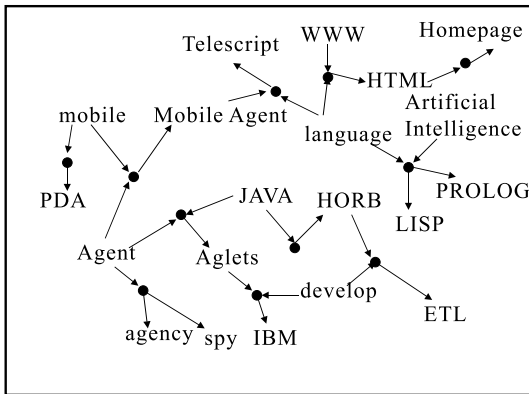 Homepage
WWW
Telescript
HTML
Artificial
Intelligence
mobile
Mobile Agent
language
PROLOG
PDA
JAVA
HORB
LISP
Agent
Aglets
develop
ETL
agency
spy
IBM